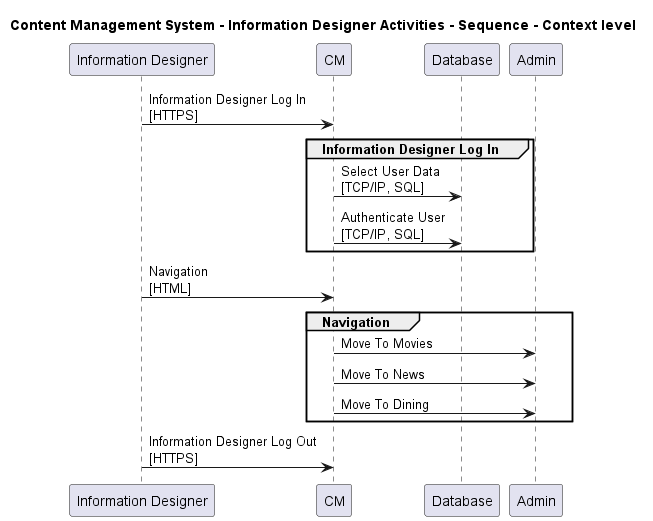 Content Management System - Information Designer Activities - Sequence - Context level
Information Designer CM Database Admin
Information Designer Log In
[HTTPS]
Information Designer Log In
Select User Data
[TCP/IP, SQL]
Authenticate User
[TCP/IP, SQL]
Navigation
[HTML]
Navigation
Move To Movies
Move To News
Move To Dining
Information Designer Log Out
[HTTPS]
Information Designer CM Database Admin